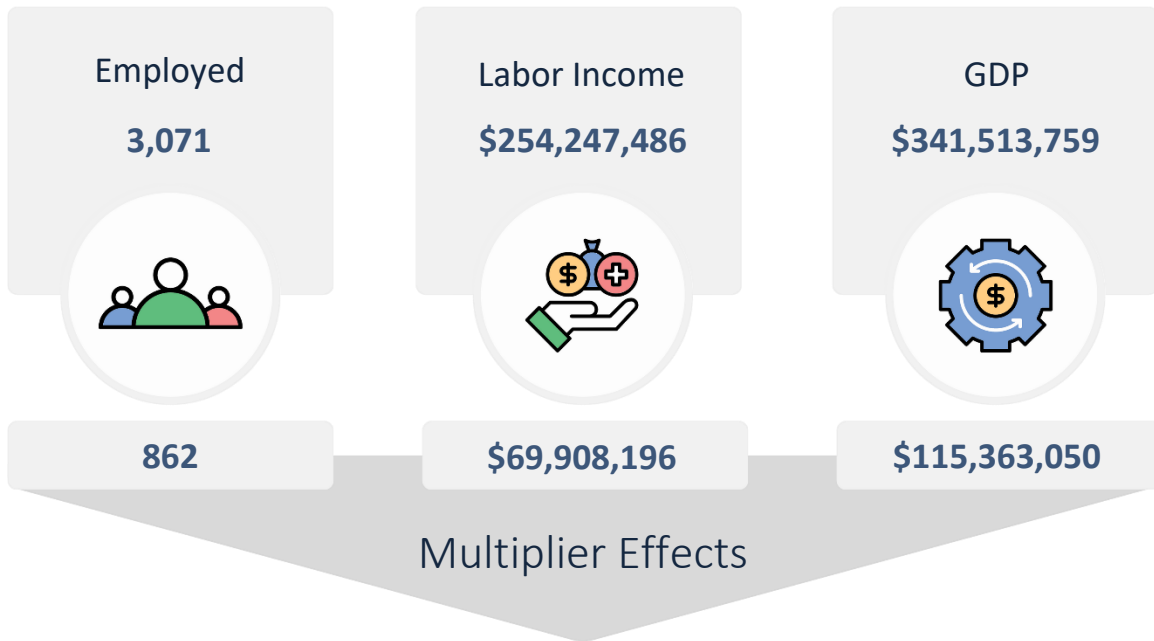 Employed
3,071
Labor Income
$254,247,486
GDP
$341,513,759
862
$69,908,196
$115,363,050
Multiplier Effects